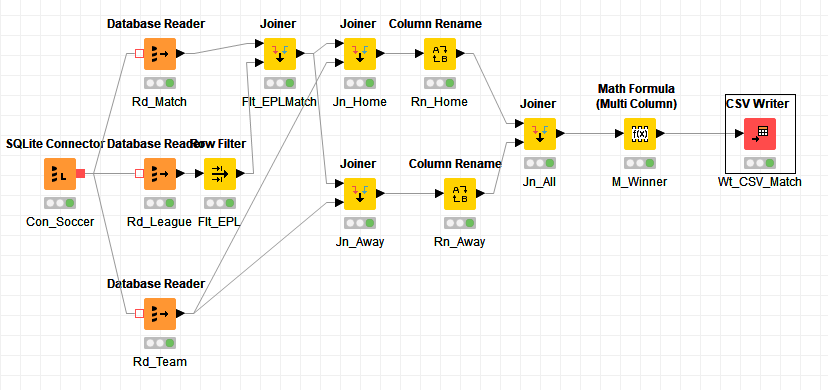 Database Reader
Rd_Match
Joiner
Flt_EPLMatch
Joiner
Jn_Home
Column Rename
A
B
Rn_Home
SQLite Connector
Con_Soccer
Database Reader
Rd_League
Row Filter
Flt_EPL
Joiner
Jn_Away
Column Rename
A
B
Rn_Away
Joiner
Jn_All
Math Formula
(Multi Column)
f(x)
M_Winner
CSV Writer
Wt_CSV_Match
Database Reader
Rd_Team